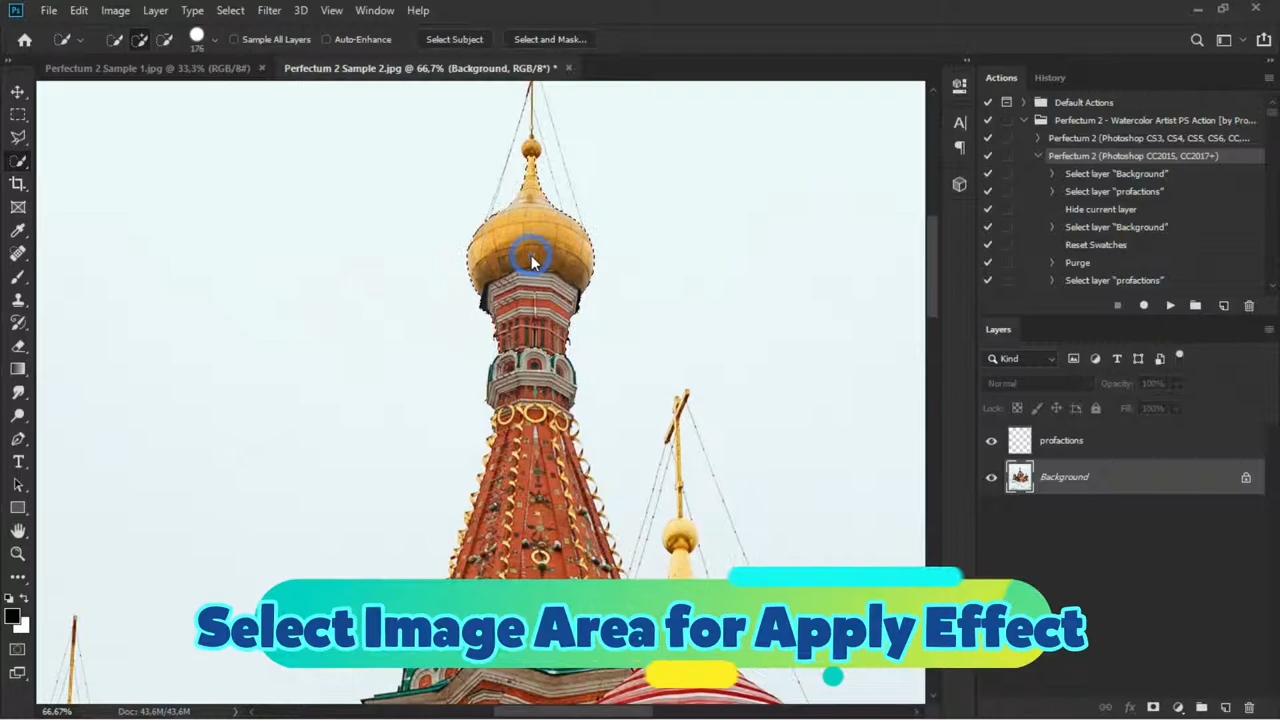 Ps File Edit Image Layer Type Select Filter 3D View Window Help
176 Sample All Layers Auto-Enhance Select Subject Select and Mask...
Perfectum 2 Sample 1.jpg @ 33,3% (RGB/8#) Perfectum 2 Sample 2.jpg @ 66,7% (Background, RGB/8*) *
Actions History
Default Actions
Perfectum 2 - Watercolor Artist PS Action [by Pro...
Perfectum 2 (Photoshop CS3, CS4, CS5, CS6, CC,...
Perfectum 2 (Photoshop CC2015, CC2017+)
Select layer "Background"
Select layer "profactions"
Hide current layer
Select layer "Background"
Reset Swatches
Purge
Select layer "profactions"
Layers
Kind
Normal Opacity: 100%
Lock: Fill: 100%
profactions
Background
Select Image Area for Apply Effect
66.67% Doc: 43.6M/43.6M